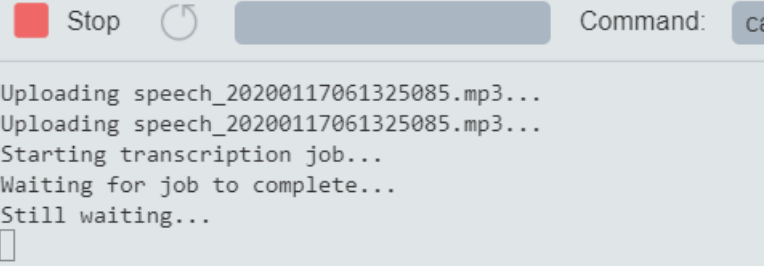 Stop
Command:
Uploading speech_20200117061325085.mp3...
Uploading speech_20200117061325085.mp3...
Starting transcription job...
Waiting for job to complete...
Still waiting...